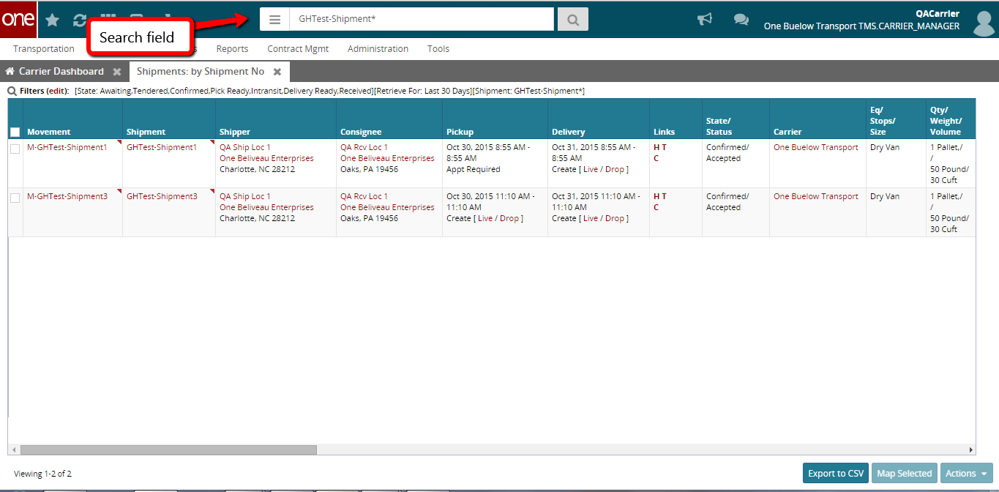 one
GHTest-Shipment*
QACarrier
One Buelow Transport TMS.CARRIER_MANAGER
Search field
Transportation
Reports
Contract Mgmt
Administration
Tools
Carrier Dashboard
Shipments: by Shipment No
Filters (edit): [State: Awaiting,Tendered,Confirmed,Pick Ready,Intransit,Delivery Ready,Received][Retrieve For: Last 30 Days][Shipment: GHTest-Shipment*]
Movement
Shipment
Shipper
Consignee
Pickup
Delivery
Links
State/
Status
Carrier
Eq/
Stops/
Size
Qty/
Weight/
Volume
M-GHTest-Shipment1
GHTest-Shipment1
QA Ship Loc 1
One Beliveau Enterprises
Charlotte, NC 28212
QA Rcv Loc 1
One Beliveau Enterprises
Oaks, PA 19456
Oct 30, 2015 8:55 AM -
8:55 AM
Appt Required
Oct 31, 2015 8:55 AM -
8:55 AM
Create [ Live / Drop ]
H T
C
Confirmed/
Accepted
One Buelow Transport
Dry Van
1 Pallet,/
/
50 Pound/
30 Cuft
M-GHTest-Shipment3
GHTest-Shipment3
QA Ship Loc 1
One Beliveau Enterprises
Charlotte, NC 28212
QA Rcv Loc 1
One Beliveau Enterprises
Oaks, PA 19456
Oct 30, 2015 11:10 AM -
11:10 AM
Create [ Live / Drop ]
Oct 31, 2015 11:10 AM -
11:10 AM
Create [ Live / Drop ]
H T
C
Confirmed/
Accepted
One Buelow Transport
Dry Van
1 Pallet,/
/
50 Pound/
30 Cuft
Viewing 1-2 of 2
Export to CSV
Map Selected
Actions